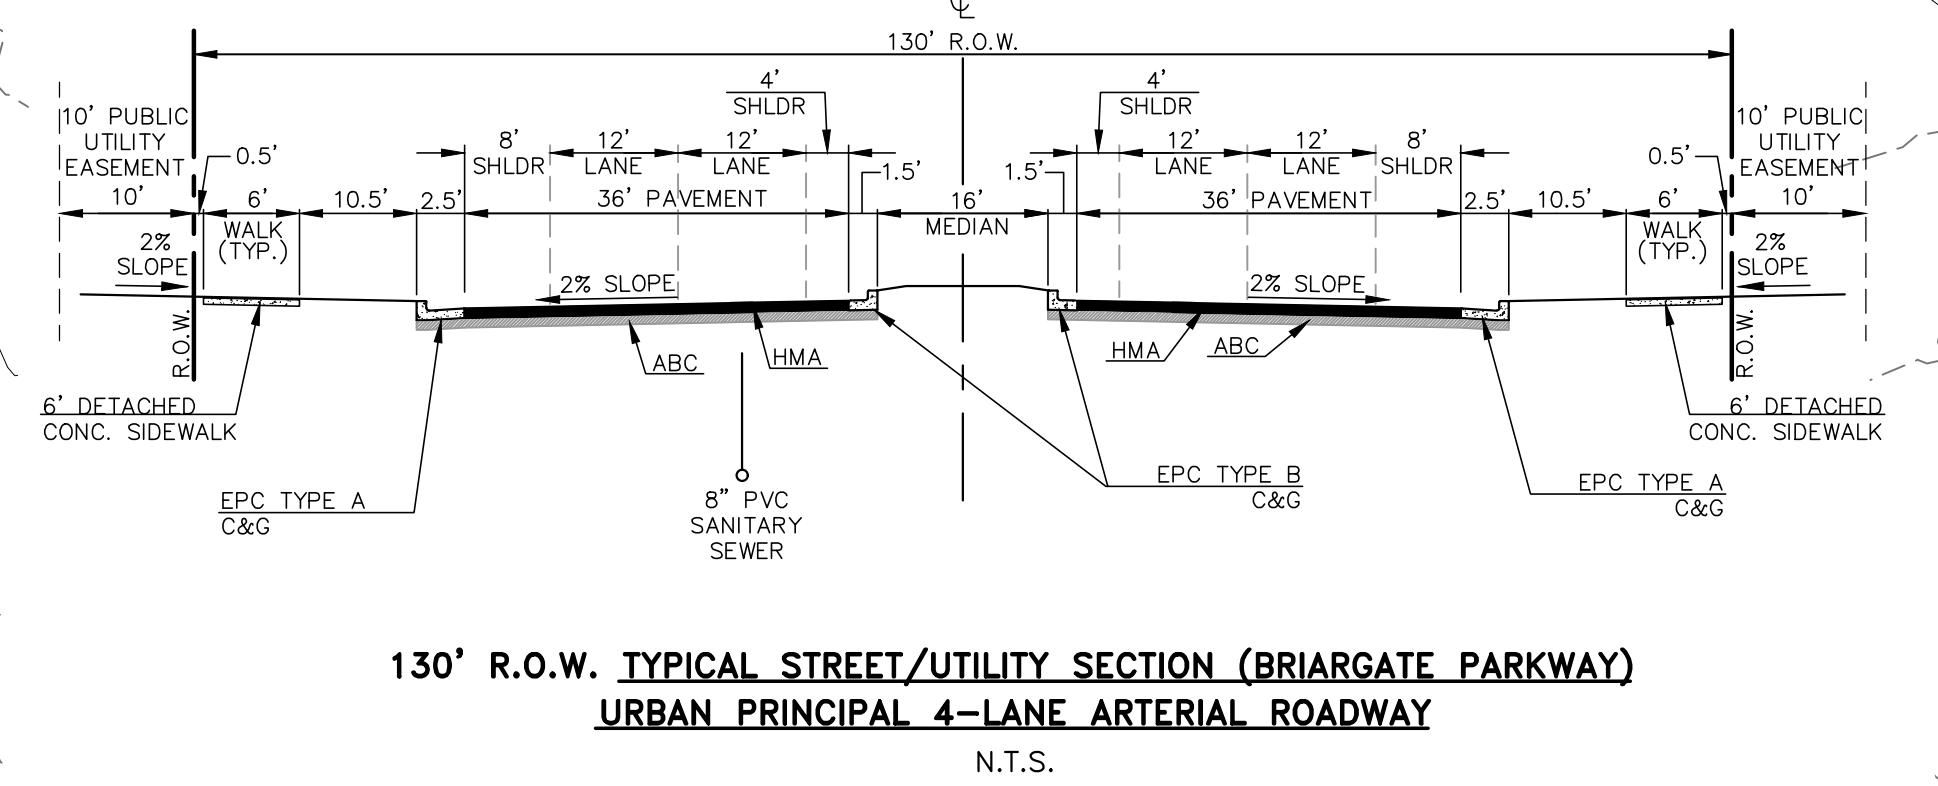 ℄
130' R.O.W.
4'
SHLDR
4'
SHLDR
10' PUBLIC
UTILITY
EASEMENT
10'
0.5'
8'
SHLDR
12'
LANE
12'
LANE
12'
LANE
12'
LANE
8'
SHLDR
0.5'
10' PUBLIC
UTILITY
EASEMENT
10'
6'
WALK
(TYP.)
10.5'
2.5'
36' PAVEMENT
1.5'
16'
MEDIAN
1.5'
36' PAVEMENT
2.5'
10.5'
6'
WALK
(TYP.)
2%
SLOPE
2% SLOPE
2% SLOPE
2%
SLOPE
R.O.W.
ABC
HMA
HMA
ABC
R.O.W.
6' DETACHED
CONC. SIDEWALK
6' DETACHED
CONC. SIDEWALK
EPC TYPE A
C&G
8" PVC
SANITARY
SEWER
EPC TYPE B
C&G
EPC TYPE A
C&G
130' R.O.W. TYPICAL STREET/UTILITY SECTION (BRIARGATE PARKWAY)
URBAN PRINCIPAL 4-LANE ARTERIAL ROADWAY
N.T.S.